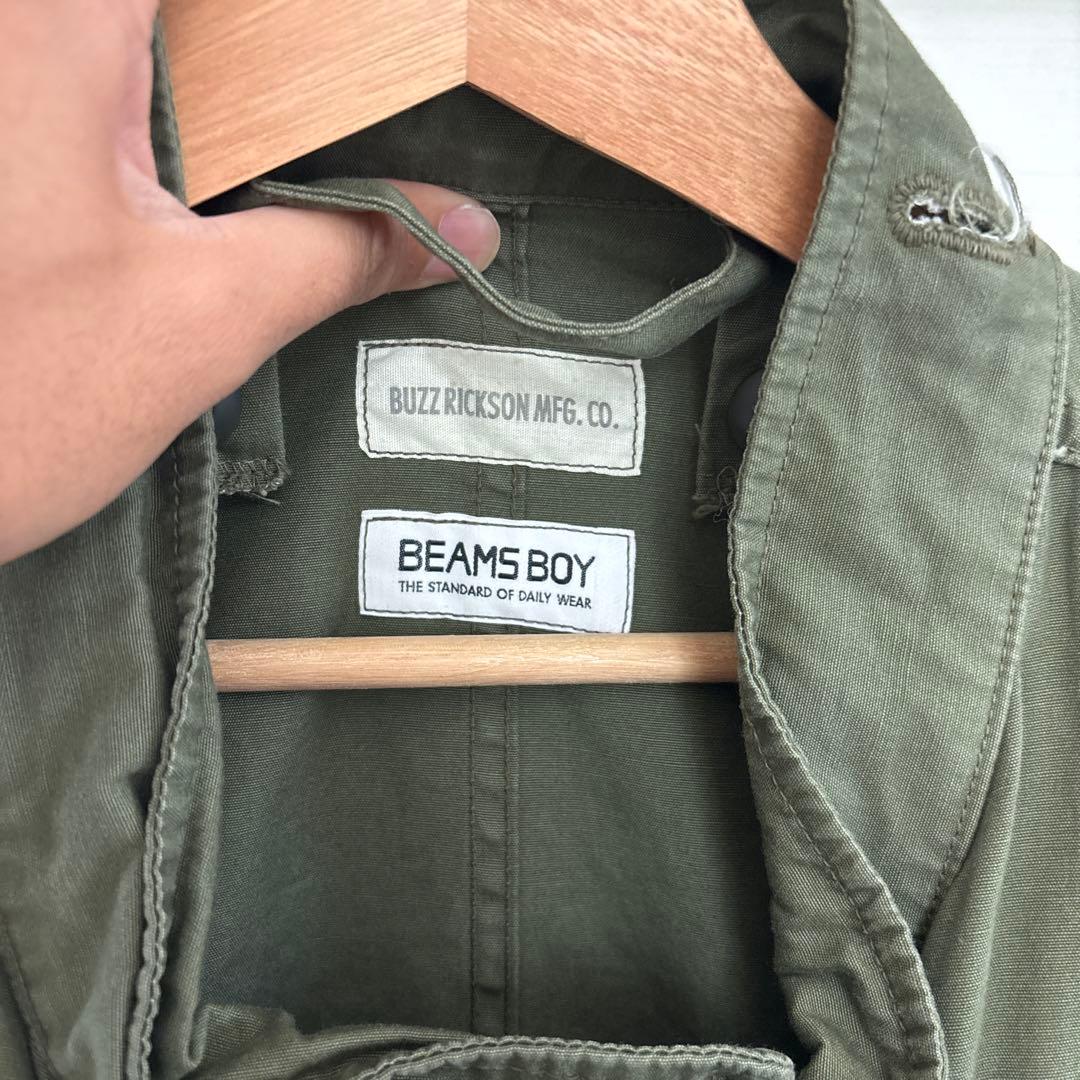 BUZZ RICKSON MFG. CO.
BEAMS BOY
THE STANDARD OF DAILY WEAR